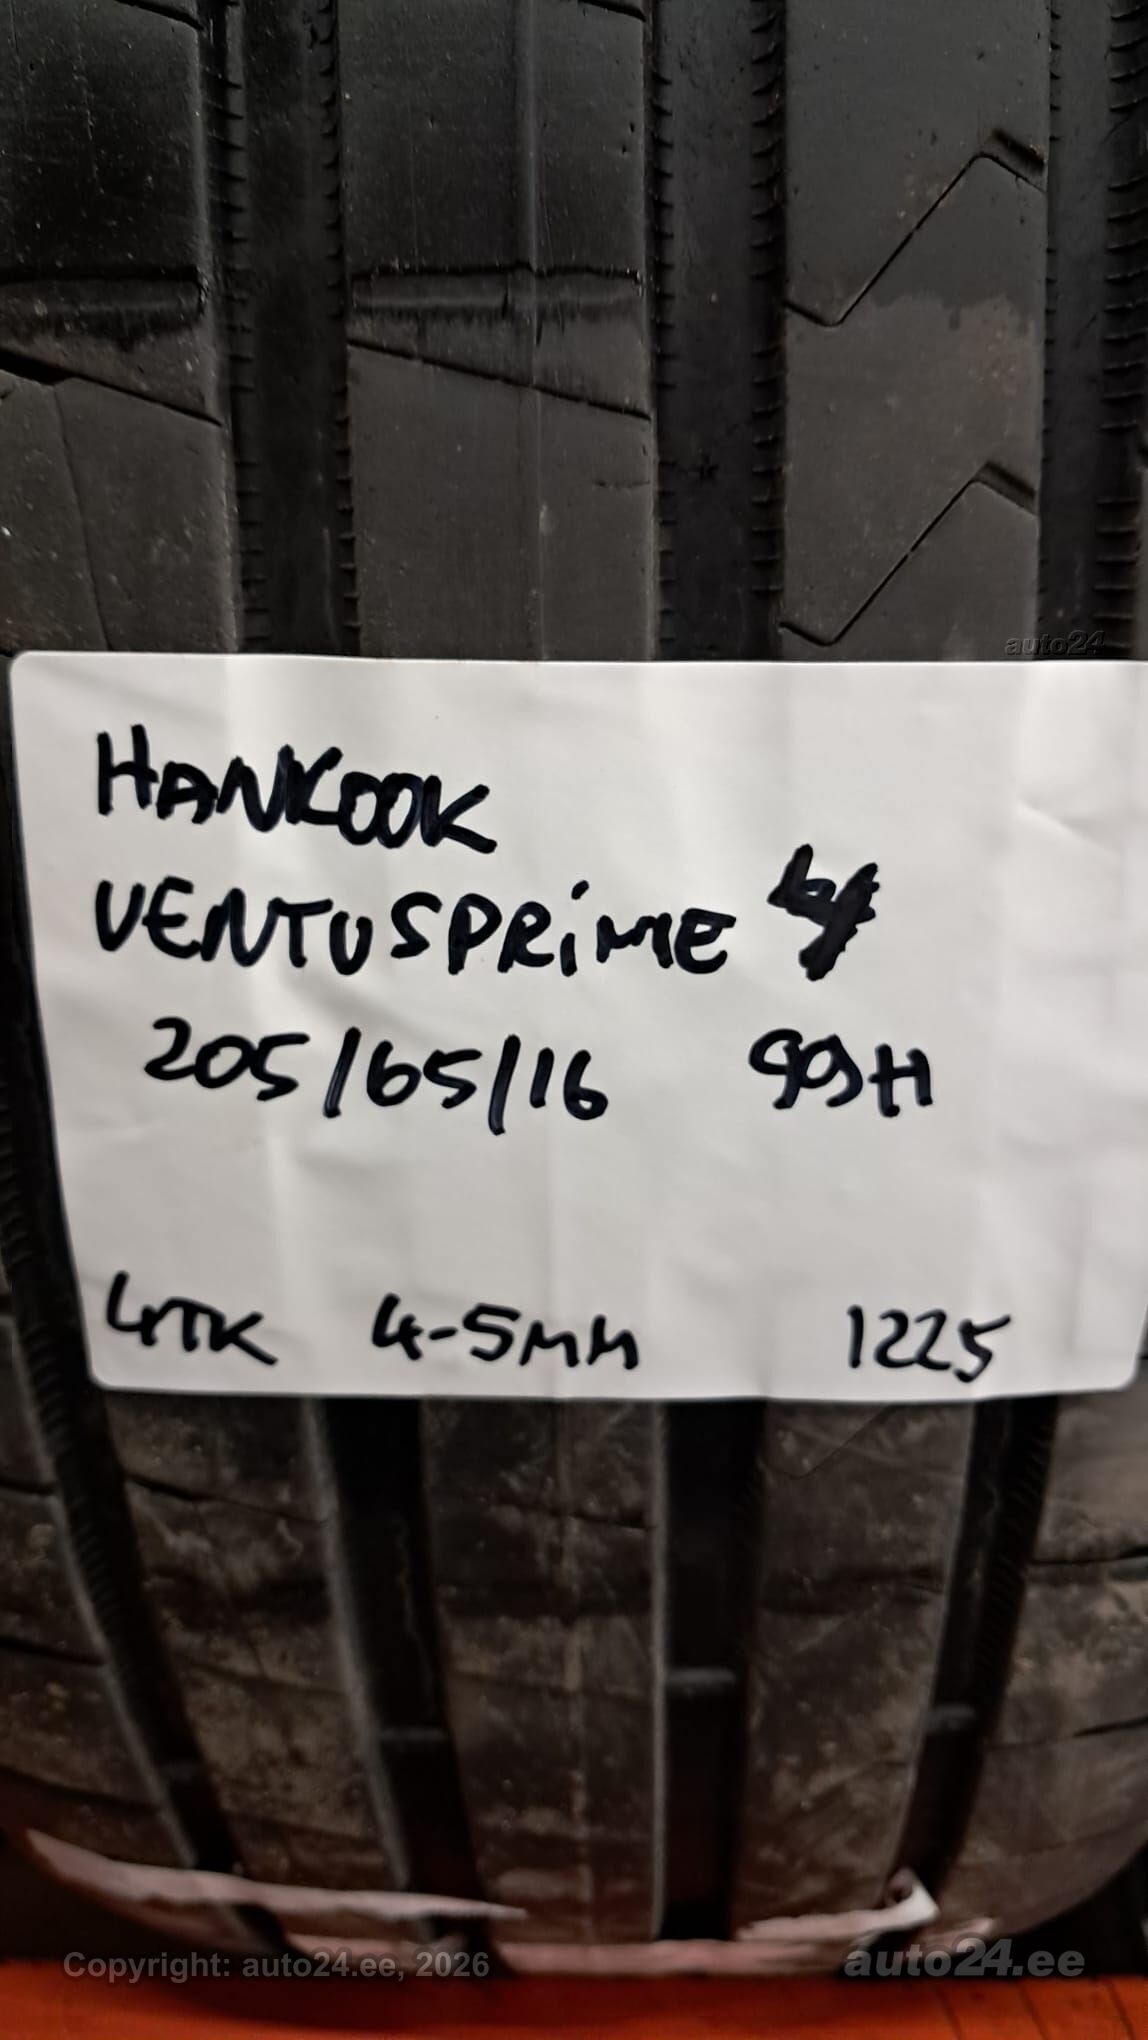 auto24
HANKOOK
VENTUSPRiME 4
205/65/16 99H
4TK 4-5MM 1225
Copyright: auto24.ee, 2026 auto24.ee